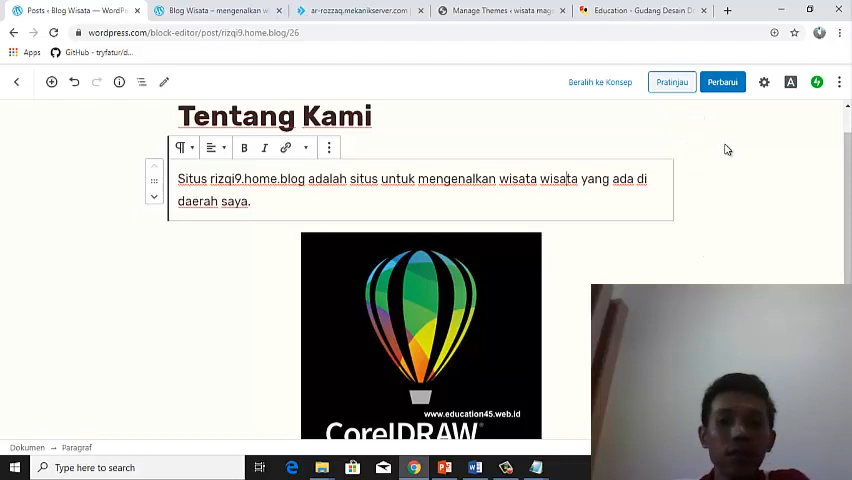 Posts ‹ Blog Wisata — WordPr
Blog Wisata – mengenalkan wi
ar-rozzaq.mekanikserver.com |
Manage Themes ‹ wisata mage
Education - Gudang Desain De
wordpress.com/block-editor/post/rizqi9.home.blog/26
Apps
GitHub - tryfatur/d...
Beralih ke Konsep
Pratinjau
Perbarui
Tentang Kami
B I
Situs rizqi9.home.blog adalah situs untuk mengenalkan wisata wisata yang ada di
daerah saya.
www.education45.web.id
CorelDRAW
Dokumen → Paragraf
Type here to search